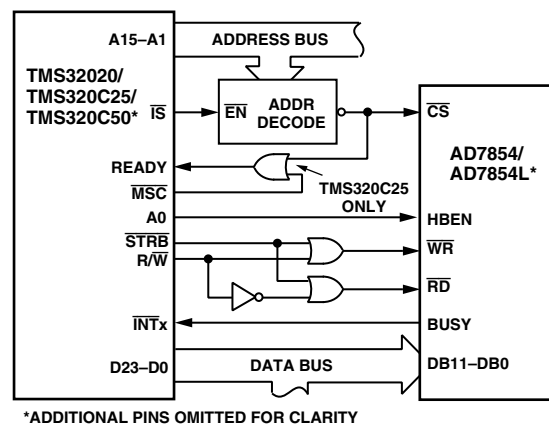 A15–A1
ADDRESS BUS
TMS32020/
TMS320C25/
TMS320C50*
IS
EN
ADDR
DECODE
CS
AD7854/
AD7854L*
READY
TMS320C25
ONLY
MSC
A0
HBEN
STRB
R/W
WR
RD
INTx
BUSY
D23–D0
DATA BUS
DB11–DB0
*ADDITIONAL PINS OMITTED FOR CLARITY